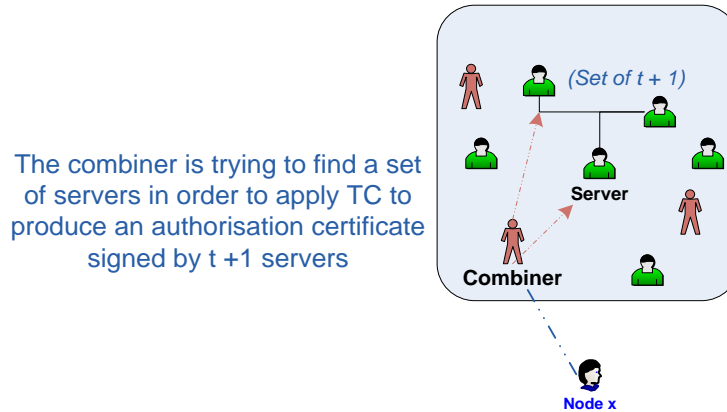 The combiner is trying to find a set
of servers in order to apply TC to
produce an authorisation certificate
signed by t +1 servers
(Set of t + 1)
Server
Combiner
Node x